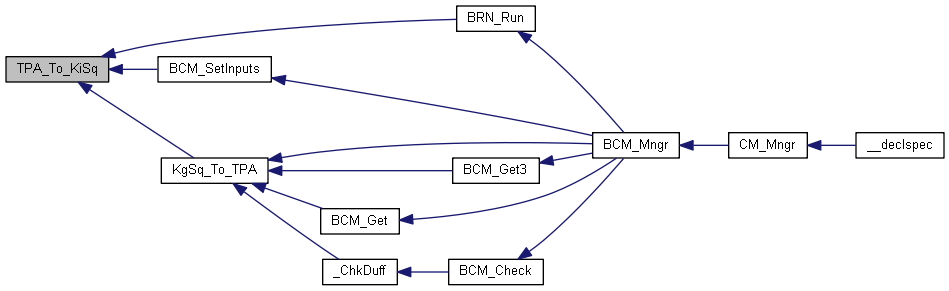 BRN_Run
TPA_To_KiSq
BCM_SetInputs
BCM_Mngr
CM_Mngr
__declspec
KgSq_To_TPA
BCM_Get3
BCM_Get
_ChkDuff
BCM_Check